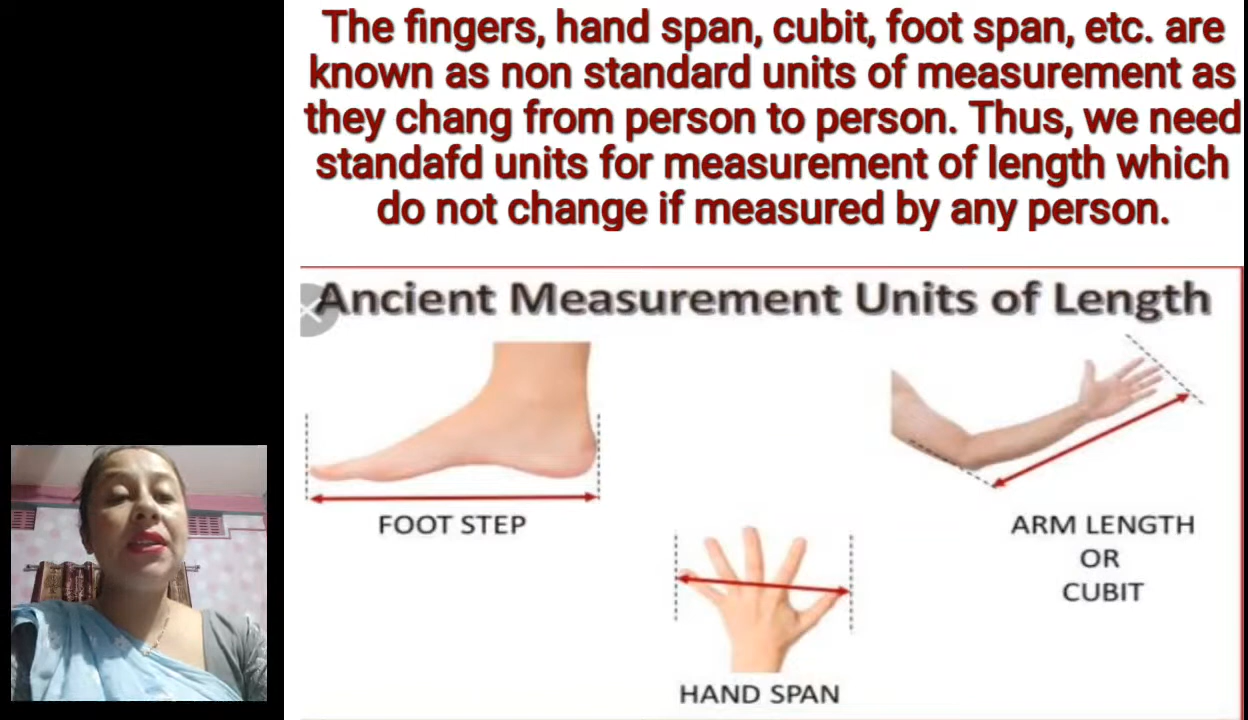 The fingers, hand span, cubit, foot span, etc. are
known as non standard units of measurement as
they chang from person to person. Thus, we need
standafd units for measurement of length which
do not change if measured by any person.
Ancient Measurement Units of Length
FOOT STEP
ARM LENGTH
OR
CUBIT
HAND SPAN